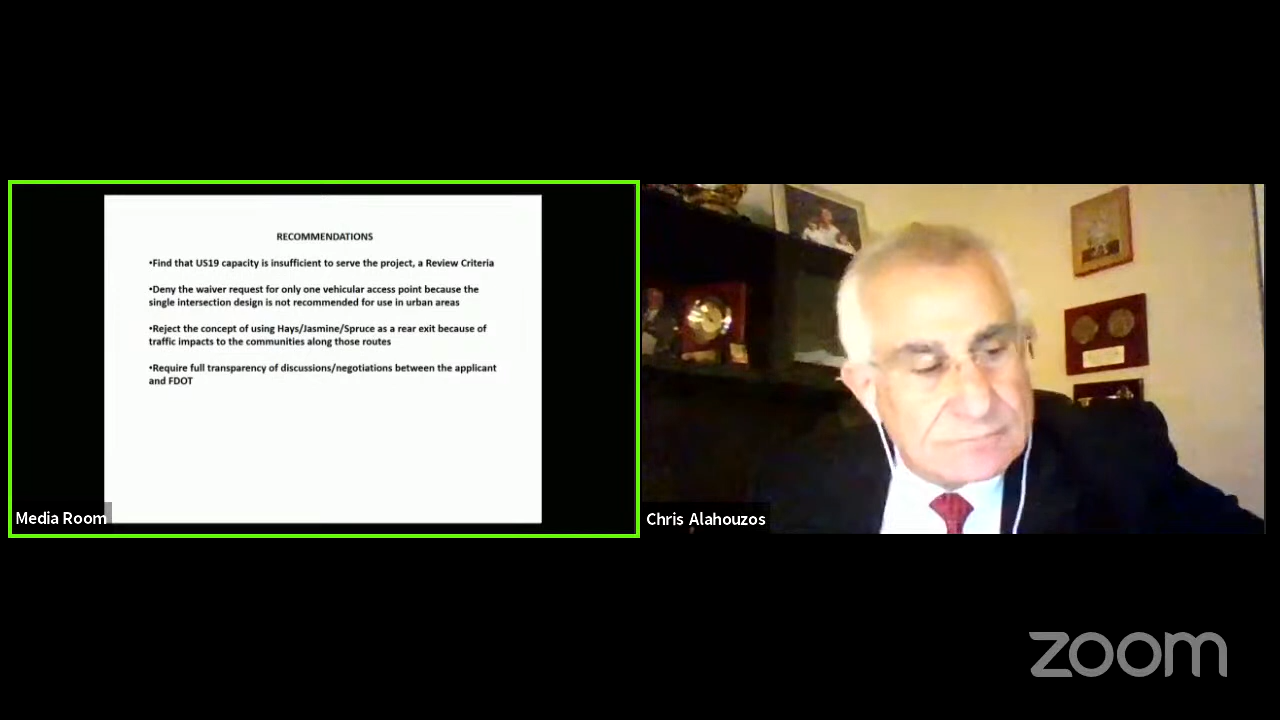 RECOMMENDATIONS
•Find that US19 capacity is insufficient to serve the project, a Review Criteria
•Deny the waiver request for only one vehicular access point because the
single intersection design is not recommended for use in urban areas
•Reject the concept of using Hays/Jasmine/Spruce as a rear exit because of
traffic impacts to the communities along those routes
•Require full transparency of discussions/negotiations between the applicant
and FDOT
Media Room
Chris Alahouzos
zoom